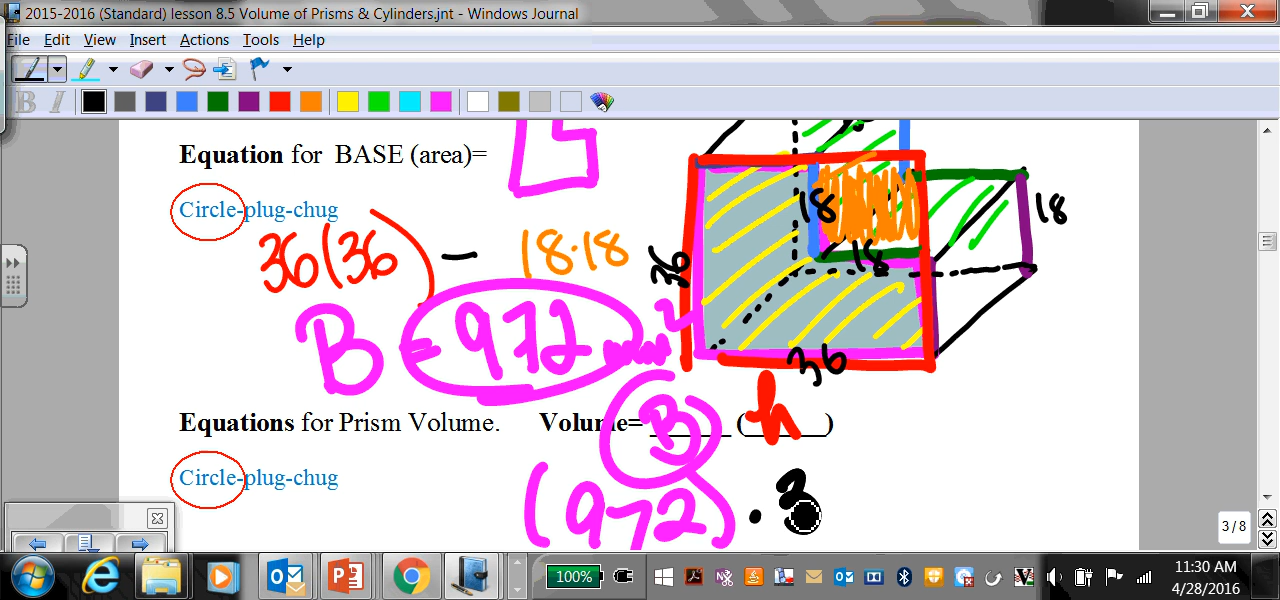 2015-2016 (Standard) lesson 8.5 Volume of Prisms & Cylinders.jnt - Windows Journal
File Edit View Insert Actions Tools Help
B I
Equation for BASE (area)=
Circle-plug-chug
36(36) - 18·18
B = 972 mm²
18
18
18
36
36
Equations for Prism Volume. Volume= B (h)
Circle-plug-chug
(972) · 3
3 / 8
100%
11:30 AM
4/28/2016